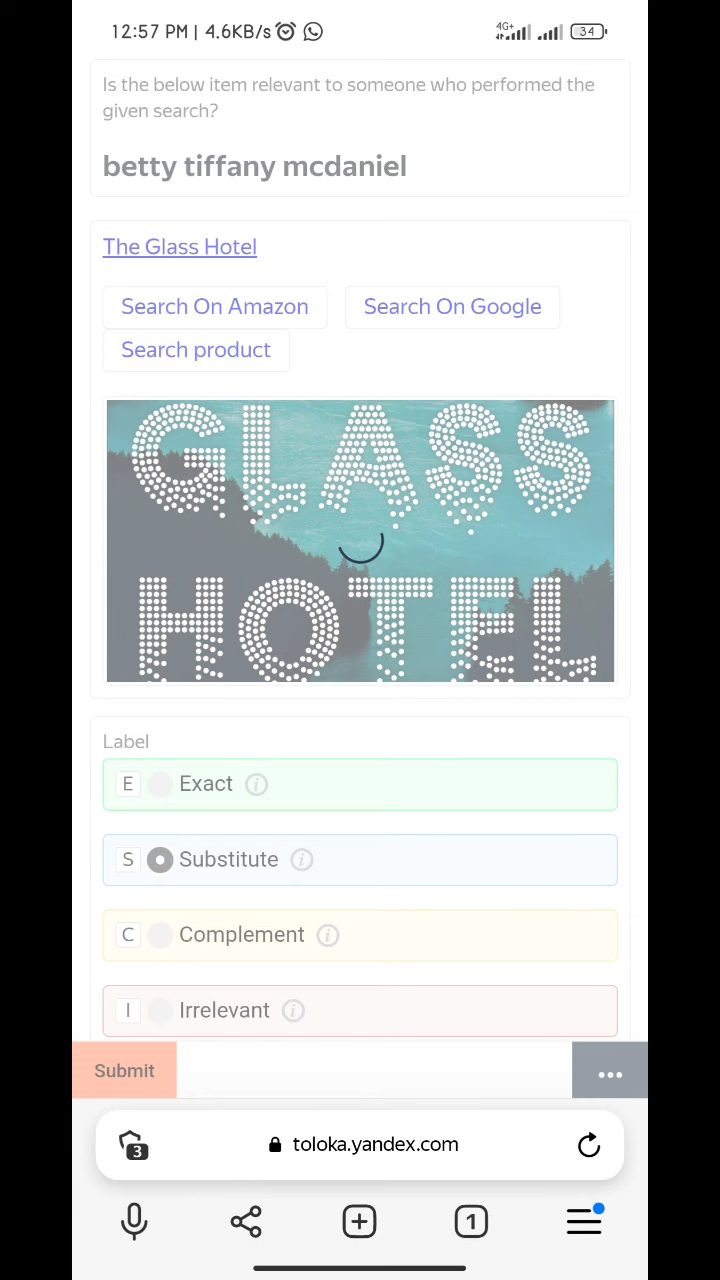 12:57 PM | 4.6KB/s
4G+
34
Is the below item relevant to someone who performed the
given search?
betty tiffany mcdaniel
The Glass Hotel
Search On Amazon
Search On Google
Search product
GLASS
HOTEL
Label
E Exact i
S Substitute i
C Complement i
I Irrelevant i
Submit
...
3
toloka.yandex.com
1